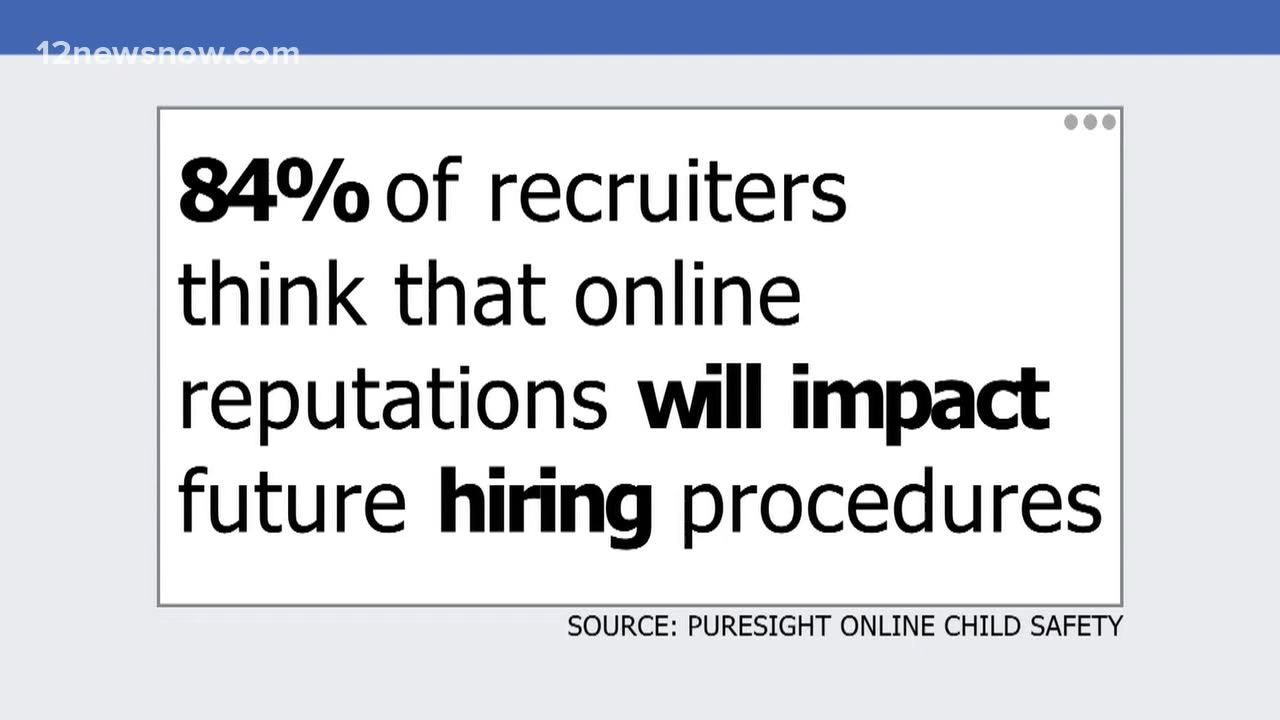 12newsnow.com
84% of recruiters
think that online
reputations will impact
future hiring procedures
SOURCE: PURESIGHT ONLINE CHILD SAFETY